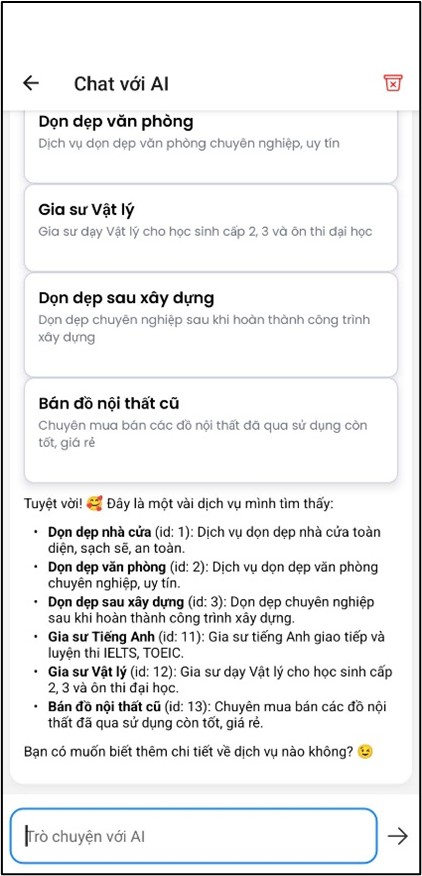 Chat với AI
Dọn dẹp văn phòng
Dịch vụ dọn dẹp văn phòng chuyên nghiệp, uy tín
Gia sư Vật lý
Gia sư dạy Vật lý cho học sinh cấp 2, 3 và ôn thi đại học
Dọn dẹp sau xây dựng
Dọn dẹp chuyên nghiệp sau khi hoàn thành công trình
xây dựng
Bán đồ nội thất cũ
Chuyên mua bán các đồ nội thất đã qua sử dụng còn
tốt, giá rẻ
Tuyệt vời! 🥰 Đây là một vài dịch vụ mình tìm thấy:
• Dọn dẹp nhà cửa (id: 1): Dịch vụ dọn dẹp nhà cửa toàn
diện, sạch sẽ, an toàn.
• Dọn dẹp văn phòng (id: 2): Dịch vụ dọn dẹp văn phòng
chuyên nghiệp, uy tín.
• Dọn dẹp sau xây dựng (id: 3): Dọn dẹp chuyên nghiệp
sau khi hoàn thành công trình xây dựng.
• Gia sư Tiếng Anh (id: 11): Gia sư tiếng Anh giao tiếp và
luyện thi IELTS, TOEIC.
• Gia sư Vật lý (id: 12): Gia sư dạy Vật lý cho học sinh cấp
2, 3 và ôn thi đại học.
• Bán đồ nội thất cũ (id: 13): Chuyên mua bán các đồ nội
thất đã qua sử dụng còn tốt, giá rẻ.
Bạn có muốn biết thêm chi tiết về dịch vụ nào không? 😉
Trò chuyện với AI